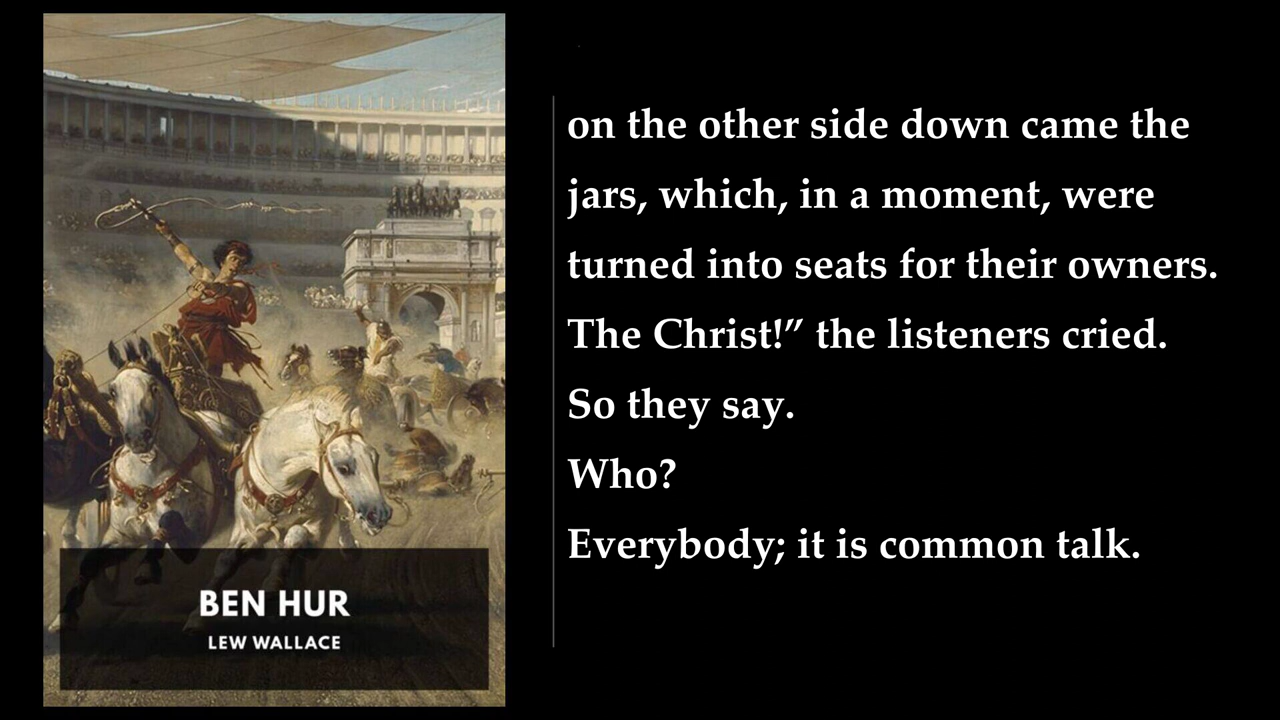 BEN HUR
LEW WALLACE
on the other side down came the
jars, which, in a moment, were
turned into seats for their owners.
The Christ!” the listeners cried.
So they say.
Who?
Everybody; it is common talk.